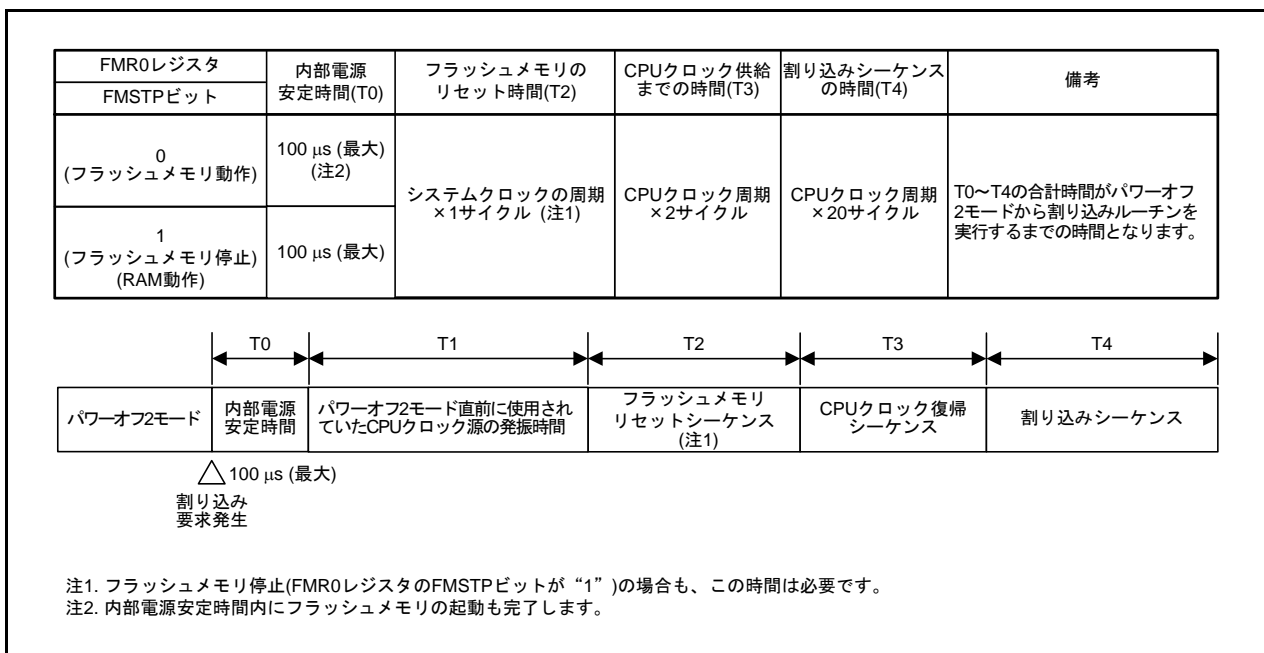 FMR0レジスタ
FMSTPビット
内部電源
安定時間(T0)
フラッシュメモリの
リセット時間(T2)
CPUクロック供給
までの時間(T3)
割り込みシーケンス
の時間(T4)
備考
0
(フラッシュメモリ動作)
100 µs (最大)
(注2)
1
(フラッシュメモリ停止)
(RAM動作)
100 µs (最大)
システムクロックの周期
×1サイクル (注1)
CPUクロック周期
×2サイクル
CPUクロック周期
×20サイクル
T0～T4の合計時間がパワーオフ
2モードから割り込みルーチンを
実行するまでの時間となります。
T0
T1
T2
T3
T4
パワーオフ2モード
内部電源
安定時間
パワーオフ2モード直前に使用され
ていたCPUクロック源の発振時間
フラッシュメモリ
リセットシーケンス
(注1)
CPUクロック復帰
シーケンス
割り込みシーケンス
100 µs (最大)
割り込み
要求発生
注1. フラッシュメモリ停止(FMR0レジスタのFMSTPビットが“1”)の場合も、この時間は必要です。
注2. 内部電源安定時間内にフラッシュメモリの起動も完了します。